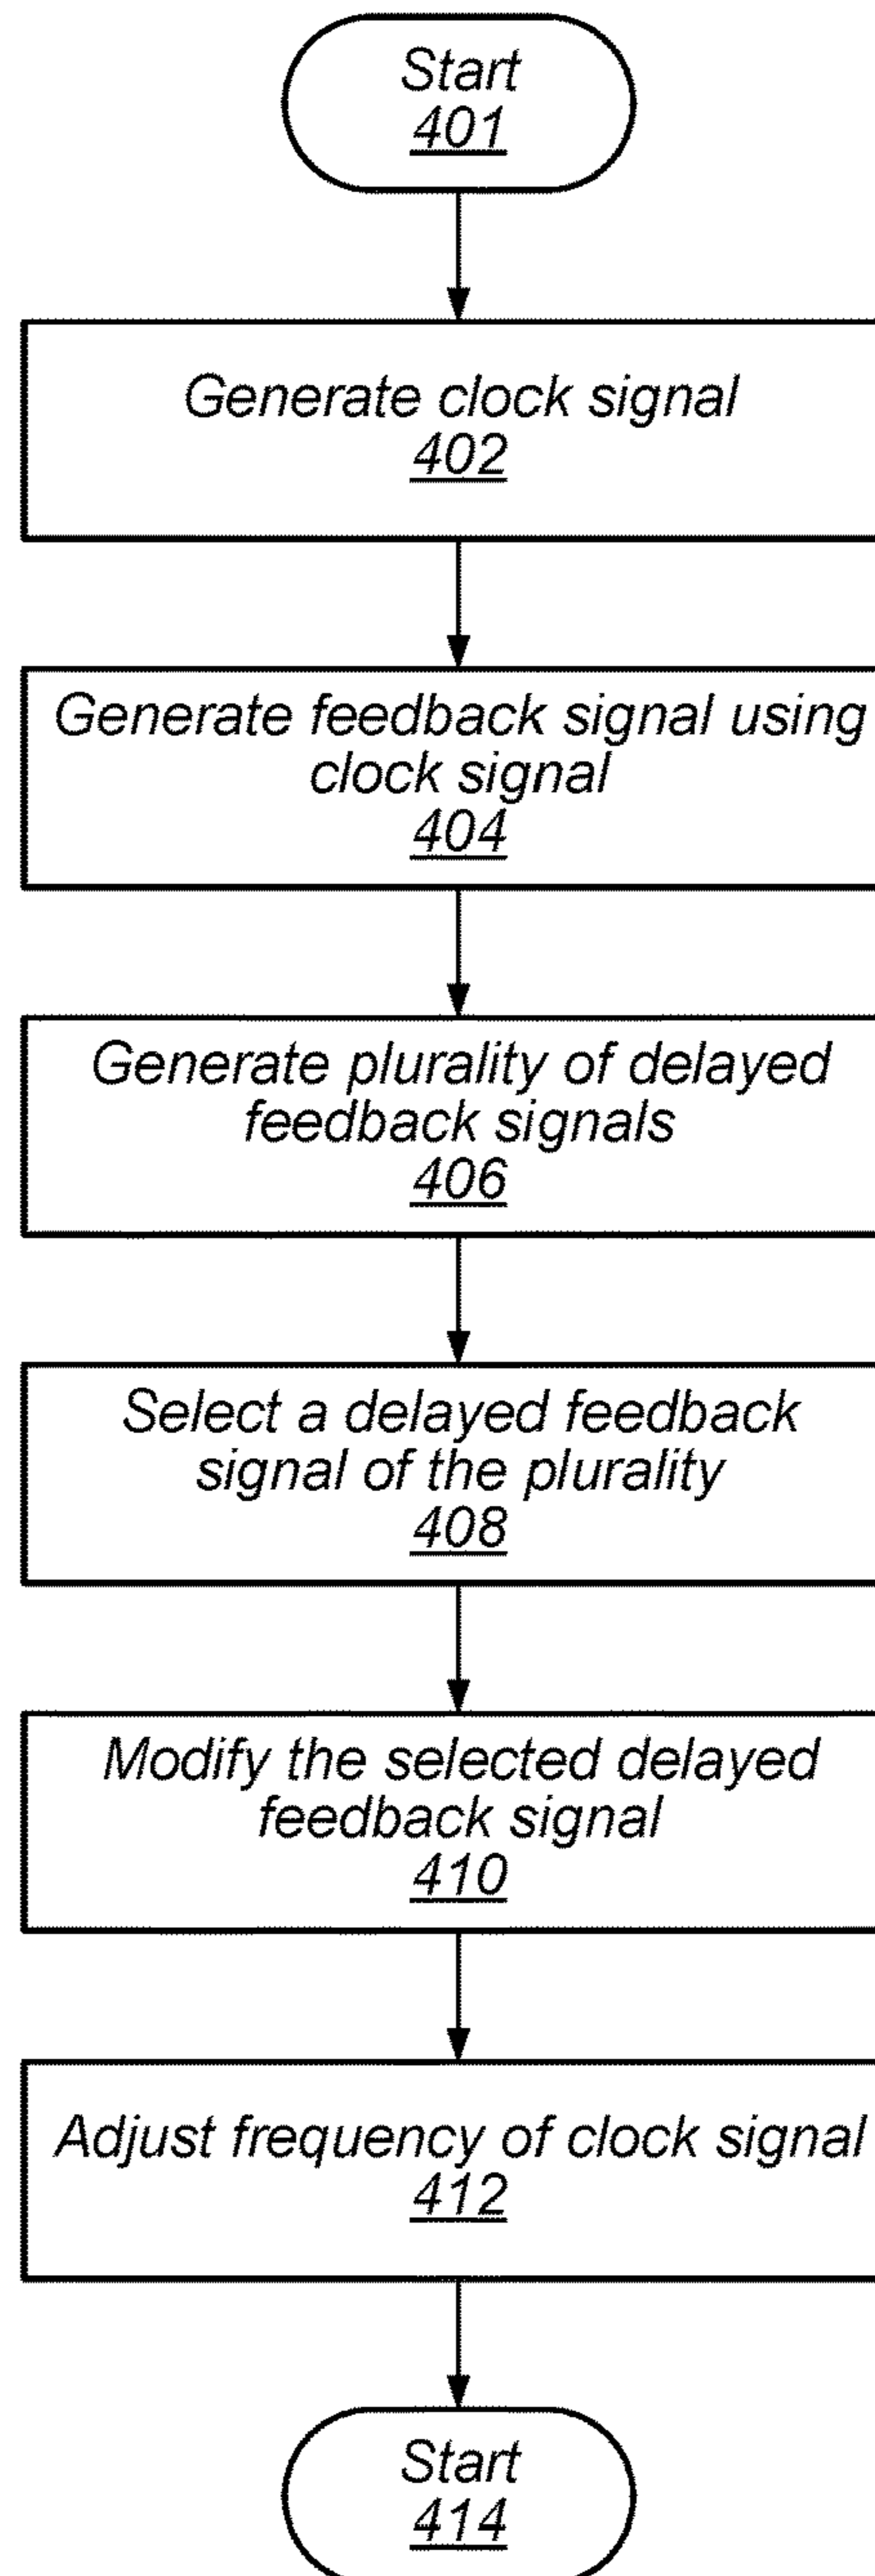 Start
401
Generate clock signal
402
Generate feedback signal using
clock signal
404
Generate plurality of delayed
feedback signals
406
Select a delayed feedback
signal of the plurality
408
Modify the selected delayed
feedback signal
410
Adjust frequency of clock signal
412
Start
414